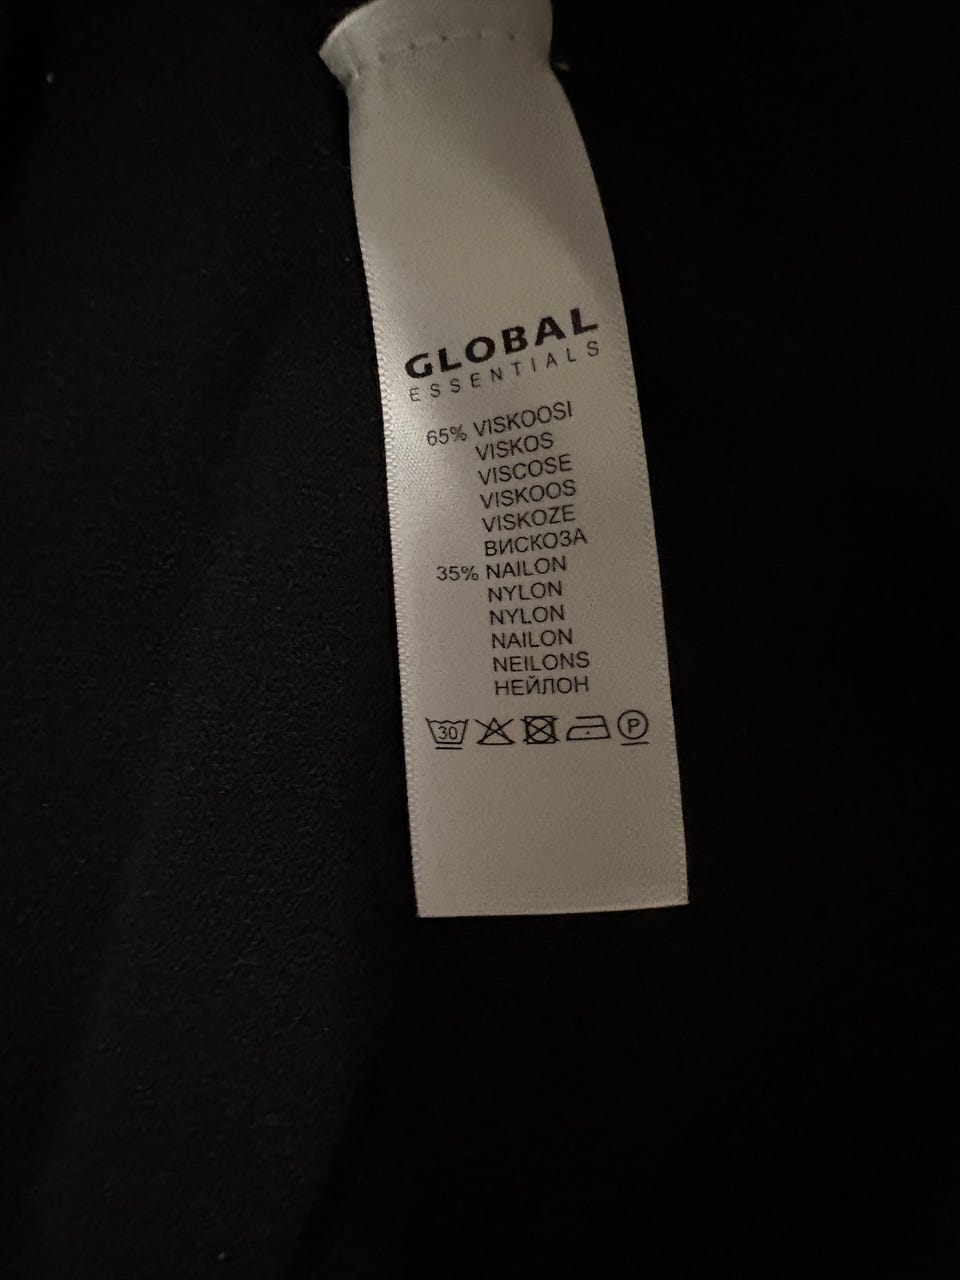 GLOBAL
ESSENTIALS
65% VISKOOSI
VISKOS
VISCOSE
VISKOOS
VISKOZE
ВИСКОЗА
35% NAILON
NYLON
NYLON
NAILON
NEILONS
НЕЙЛОН
30 P